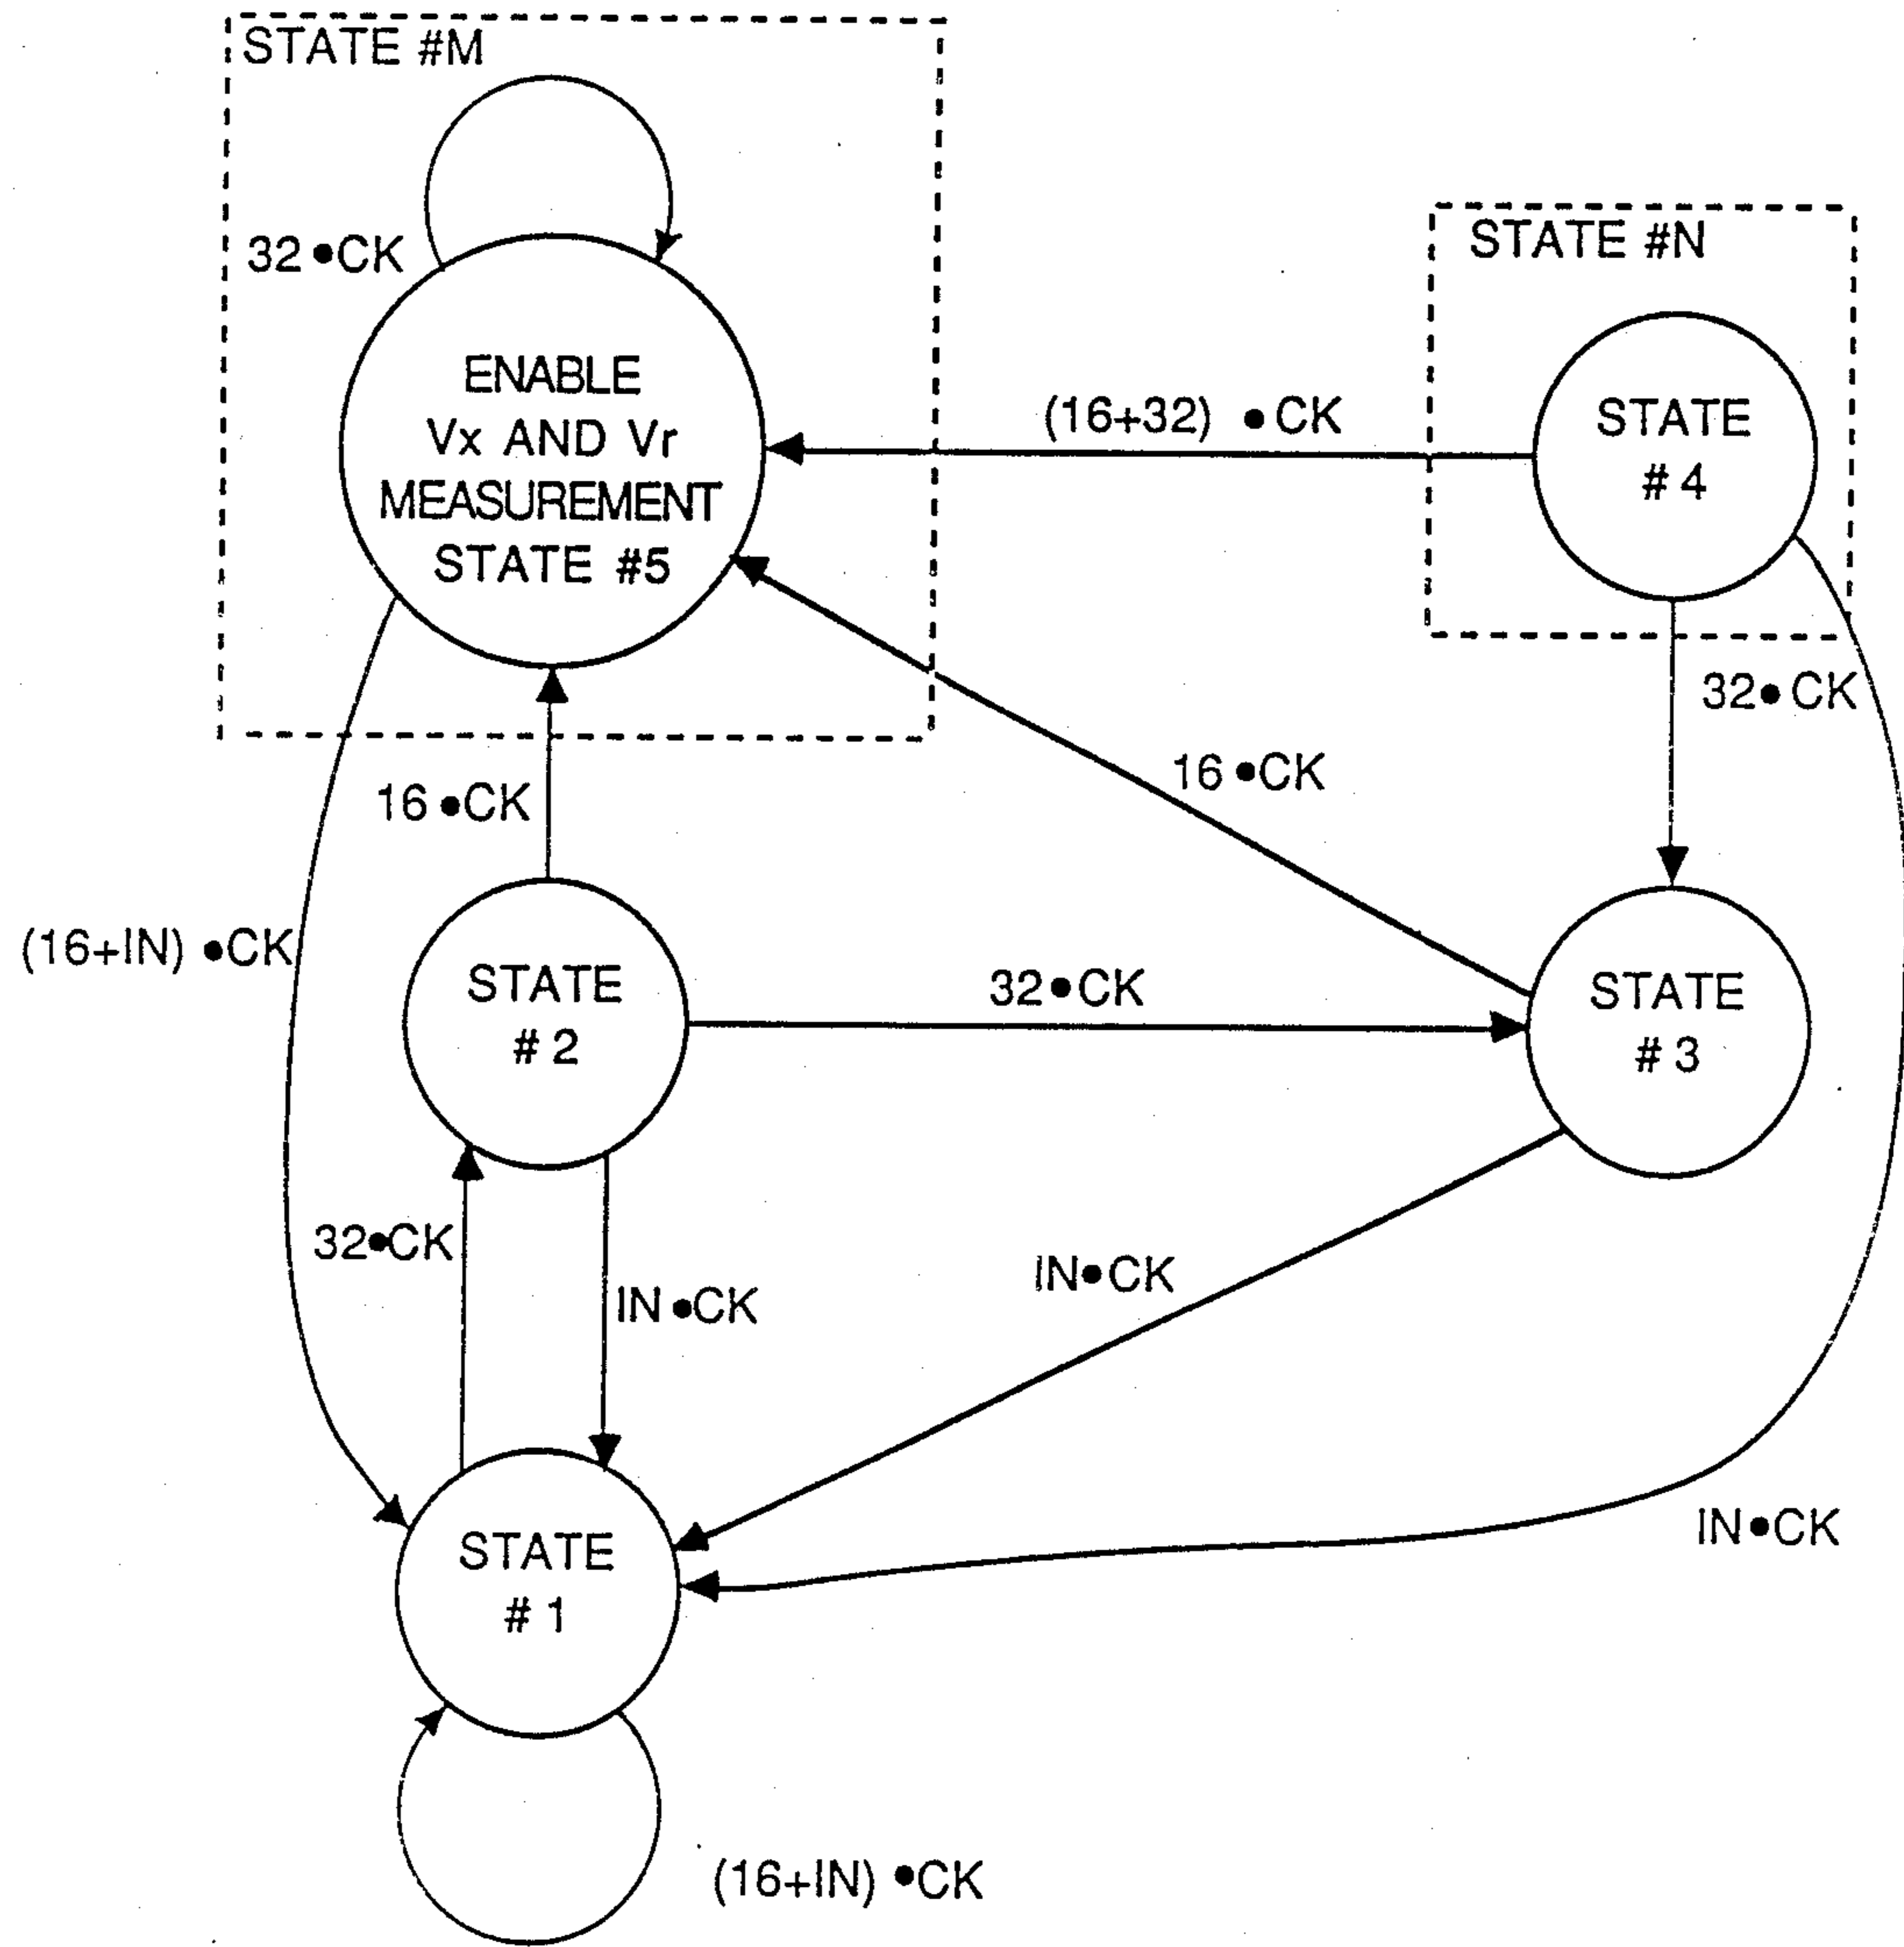 STATE #M
32 •CK
STATE #N
ENABLE
Vx AND Vr
MEASUREMENT
STATE #5
(16+32) •CK
STATE
# 4
32•CK
16 •CK
16 •CK
(16+IN) •CK
STATE
# 2
32•CK
STATE
# 3
32•CK
IN •CK
IN•CK
IN•CK
STATE
# 1
(16+IN) •CK